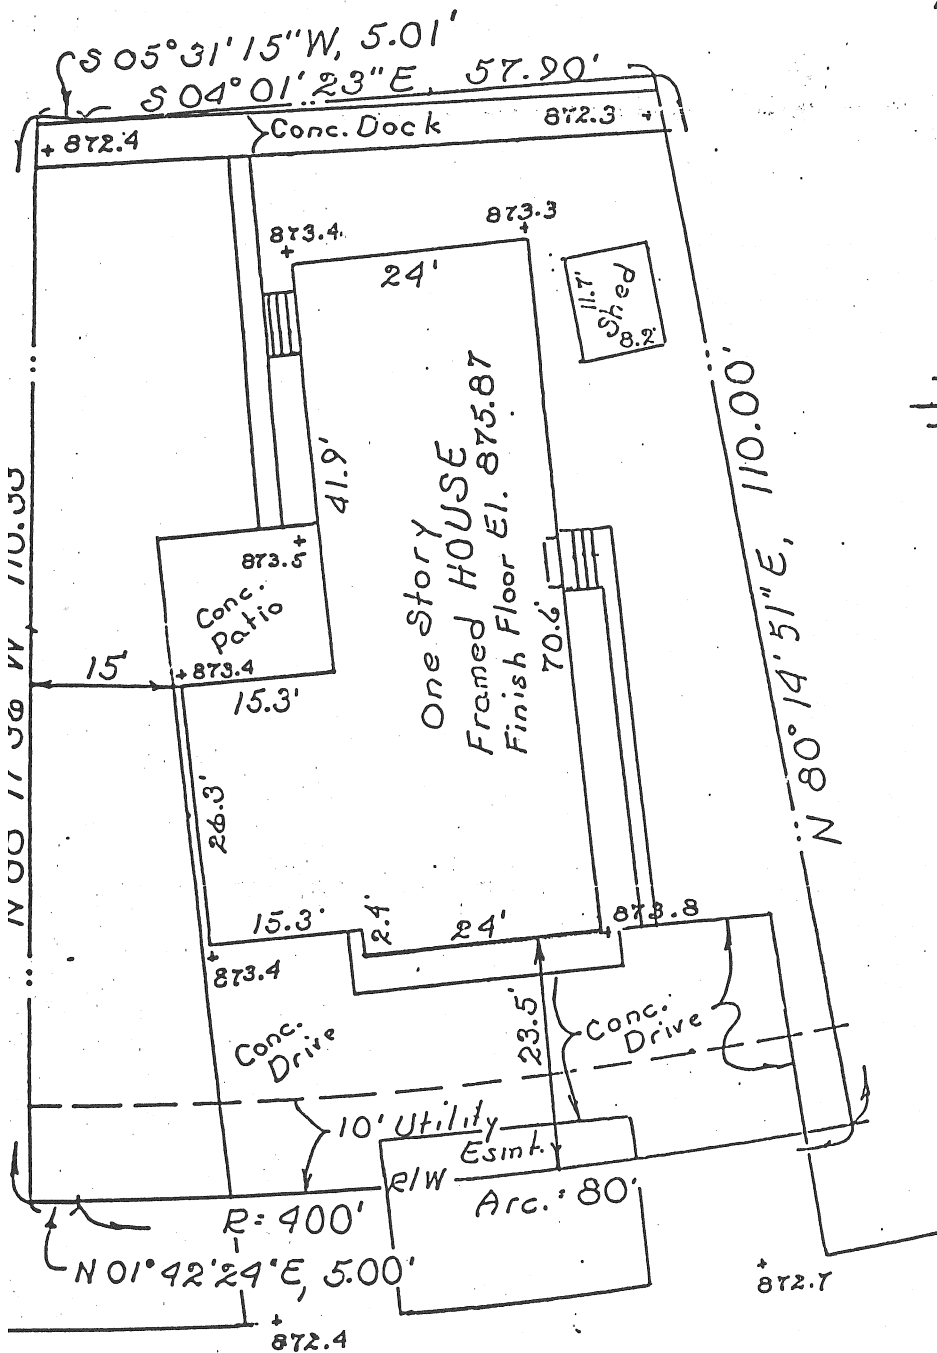 S 05°31'15"W, 5.01'
S 04°01'23"E, 57.90'
Conc. Dock
872.3
872.4
873.4
873.3
24'
11.7'
Shed
8.2'
41.9'
One Story
Framed HOUSE
Finish Floor El. 875.87
110.00'
N 80°14'51"E,
873.5
Conc.
Patio
873.4
15'
15.3'
70.6'
26.3'
15.3'
2.4'
24'
873.8
873.4
23.5'
Conc.
Drive
Conc.
Drive
10' Utility
Esmt.
R/W
Arc.= 80'
R= 400'
N 01°42'24"E, 5.00'
872.7
872.4